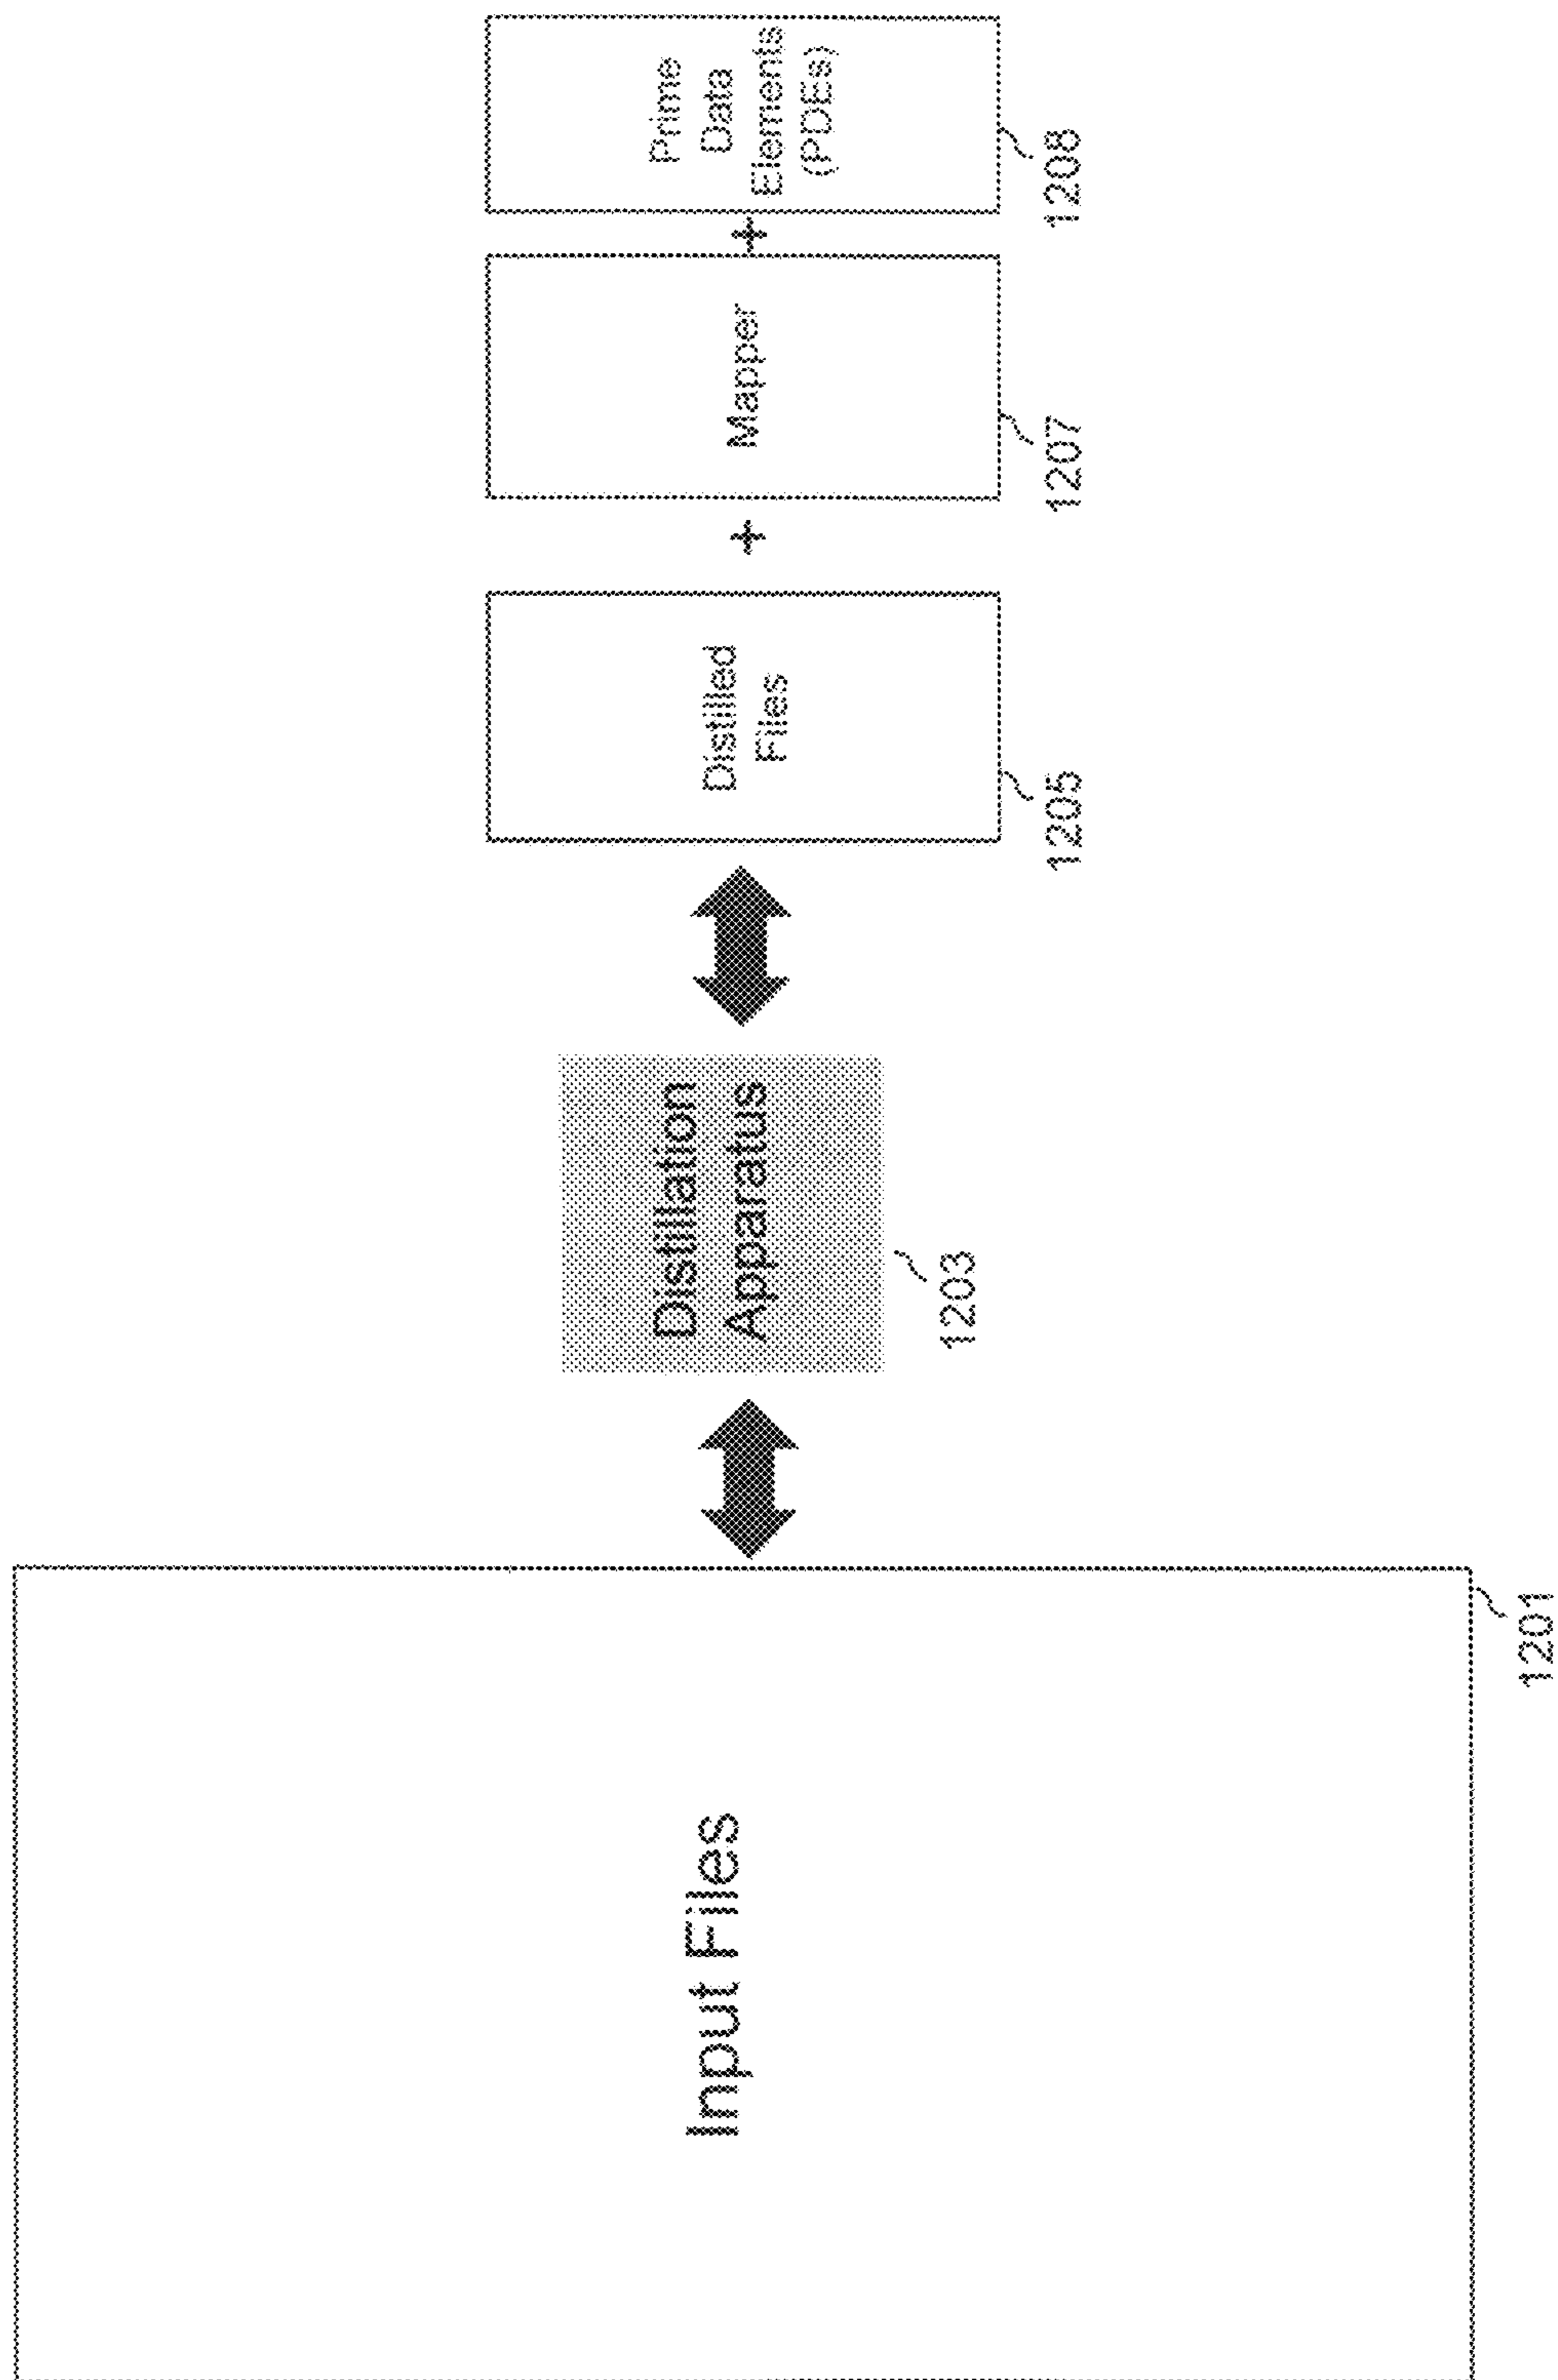 Input Files
1201
Distillation
Apparatus
1203
Distilled
Files
1205
+
Mapper
1207
+
Prime
Data
Elements
(PDEs)
1208